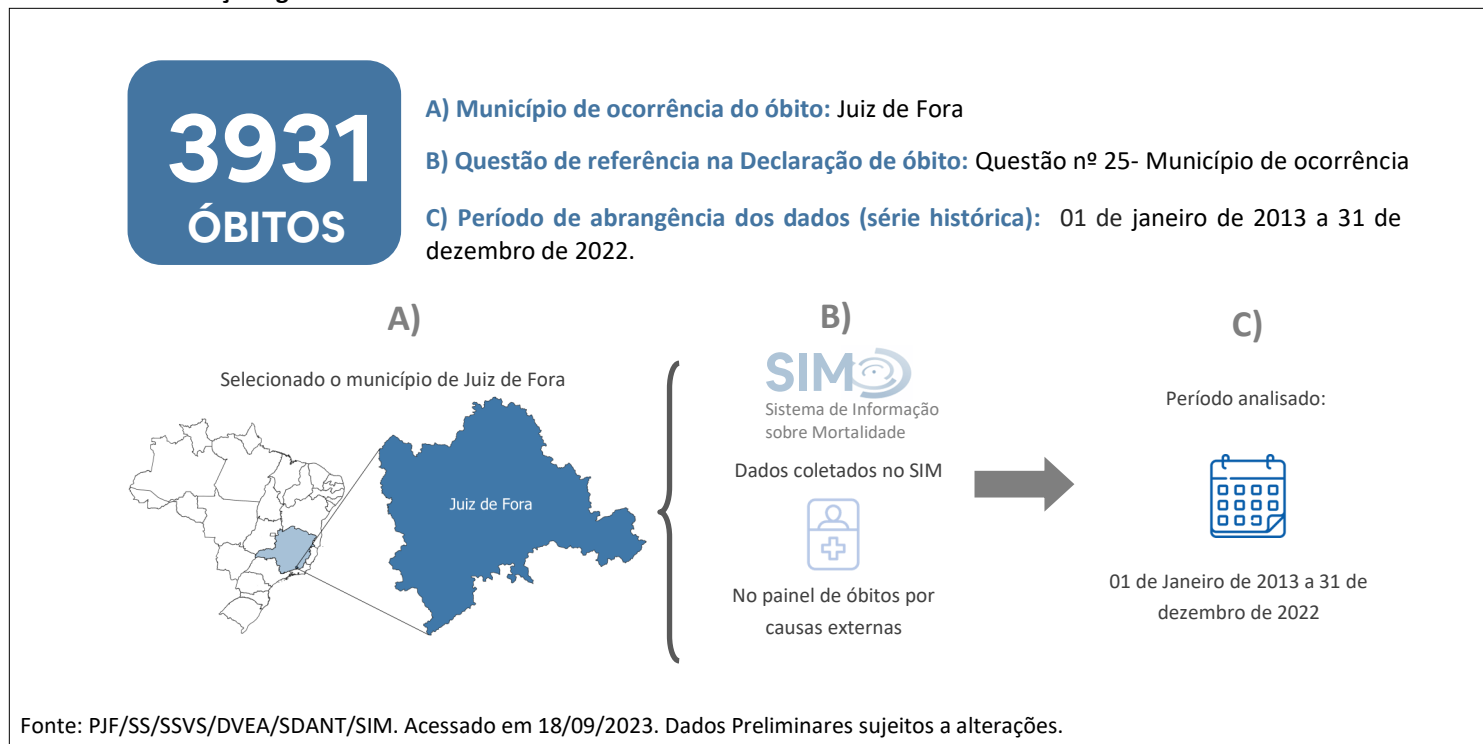 3931
ÓBITOS
A) Município de ocorrência do óbito: Juiz de Fora
B) Questão de referência na Declaração de óbito: Questão nº 25- Município de ocorrência
C) Período de abrangência dos dados (série histórica): 01 de janeiro de 2013 a 31 de
dezembro de 2022.
A)
Selecionado o município de Juiz de Fora
Juiz de Fora
B)
SIM
Sistema de Informação
sobre Mortalidade
Dados coletados no SIM
No painel de óbitos por
causas externas
C)
Período analisado:
01 de Janeiro de 2013 a 31 de
dezembro de 2022
Fonte: PJF/SS/SSVS/DVEA/SDANT/SIM. Acessado em 18/09/2023. Dados Preliminares sujeitos a alterações.